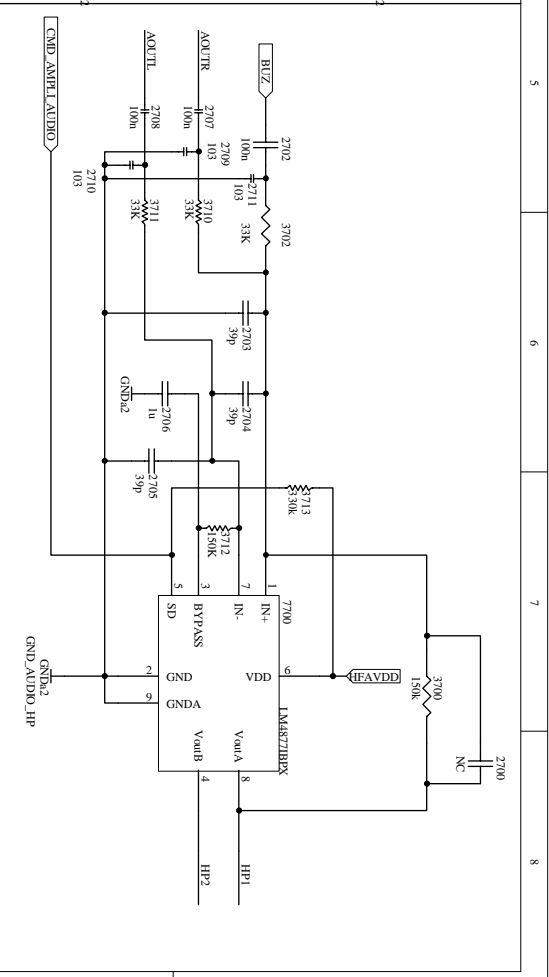 5
6
7
8
CMD_AMPLI_AUDIO
AOUTL
AOUTR
BUZ
2708
100n
2707
100n
2702
100n
2710
103
2709
103
2711
103
3711
33K
3710
33K
3702
33K
2703
39p
2704
39p
2706
1u
GNDa2
2705
39p
3713
330k
3712
150K
7700
LM4877IBPX
1
IN+
7
IN-
3
BYPASS
5
SD
2
GND
9
GNDA
VDD
6
HFAVDD
VoutA
8
VoutB
4
HP1
HP2
3700
150k
2700
NC
GNDa2
GND_AUDIO_HP